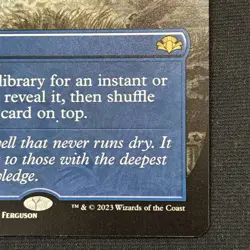 library for an instant or
reveal it, then shuffle
card on top.
well that never runs dry. It
to those with the deepest
wledge.
Ferguson
™ & © 2023 Wizards of the Coast